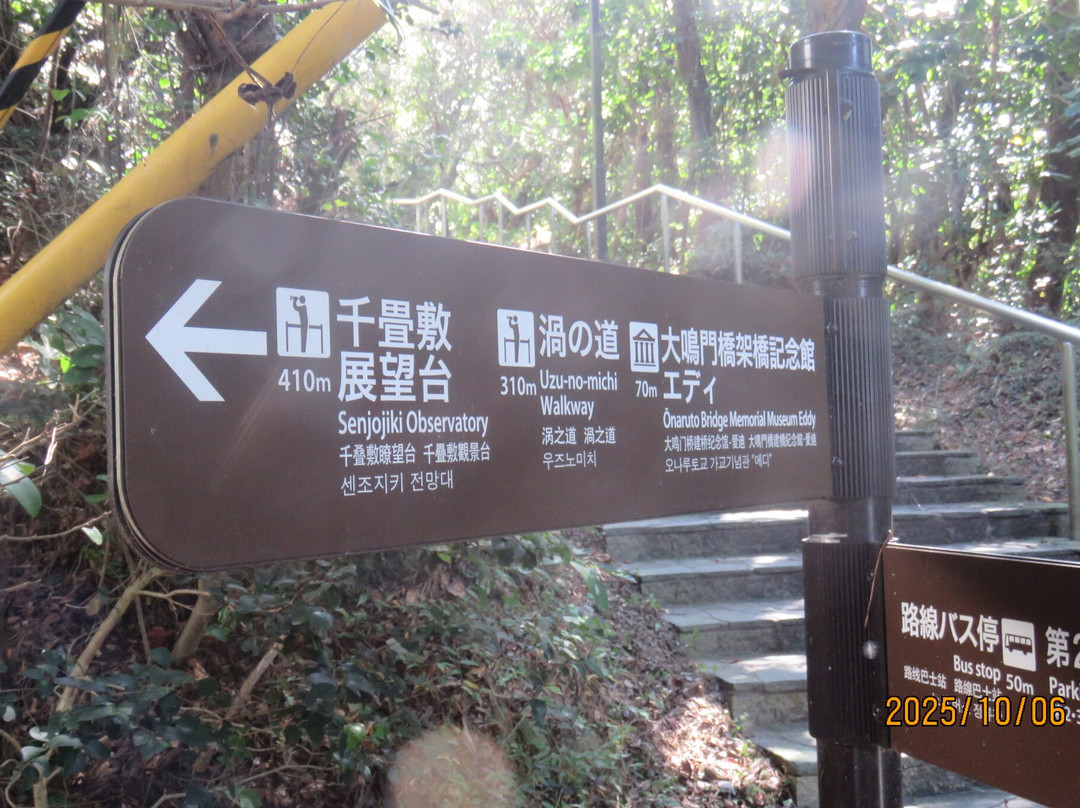 千畳敷
展望台
410m
Senjojiki Observatory
千叠敷瞭望台 千疊敷觀景台
센조지키 전망대
渦の道
310m
Uzu-no-michi
Walkway
涡之道 渦之道
우즈노미치
大鳴門橋架橋記念館
エディ
70m
Ōnaruto Bridge Memorial Museum Eddy
大鸣门桥建桥纪念馆·爱迪 大鳴門橋建橋紀念館·愛迪
오나루토교 가교기념관 "에디"
路線バス停
Bus stop
50m
路线巴士站 路線巴士站
第2
Park
2025/10/06